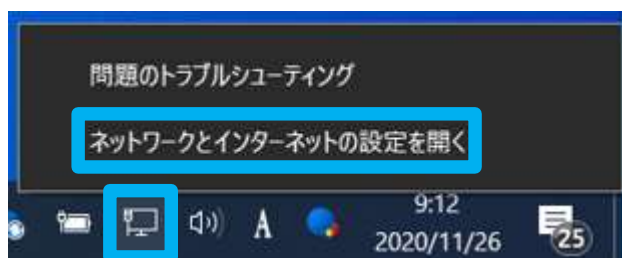 問題のトラブルシューティング
ネットワークとインターネットの設定を開く
A
9:12
2020/11/26
25